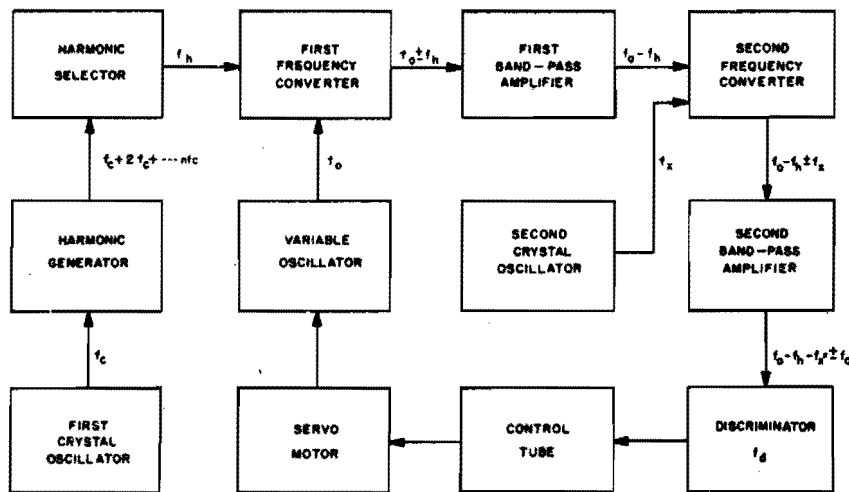 HARMONIC
SELECTOR
f_h
FIRST
FREQUENCY
CONVERTER
f_o ± f_h
FIRST
BAND-PASS
AMPLIFIER
f_o - f_h
SECOND
FREQUENCY
CONVERTER
f_c + 2 f_c + --- nfc
f_o
f_x
f_o - f_h ± f_x
HARMONIC
GENERATOR
VARIABLE
OSCILLATOR
SECOND
CRYSTAL
OSCILLATOR
SECOND
BAND-PASS
AMPLIFIER
f_c
FIRST
CRYSTAL
OSCILLATOR
SERVO
MOTOR
CONTROL
TUBE
DISCRIMINATOR
f_d